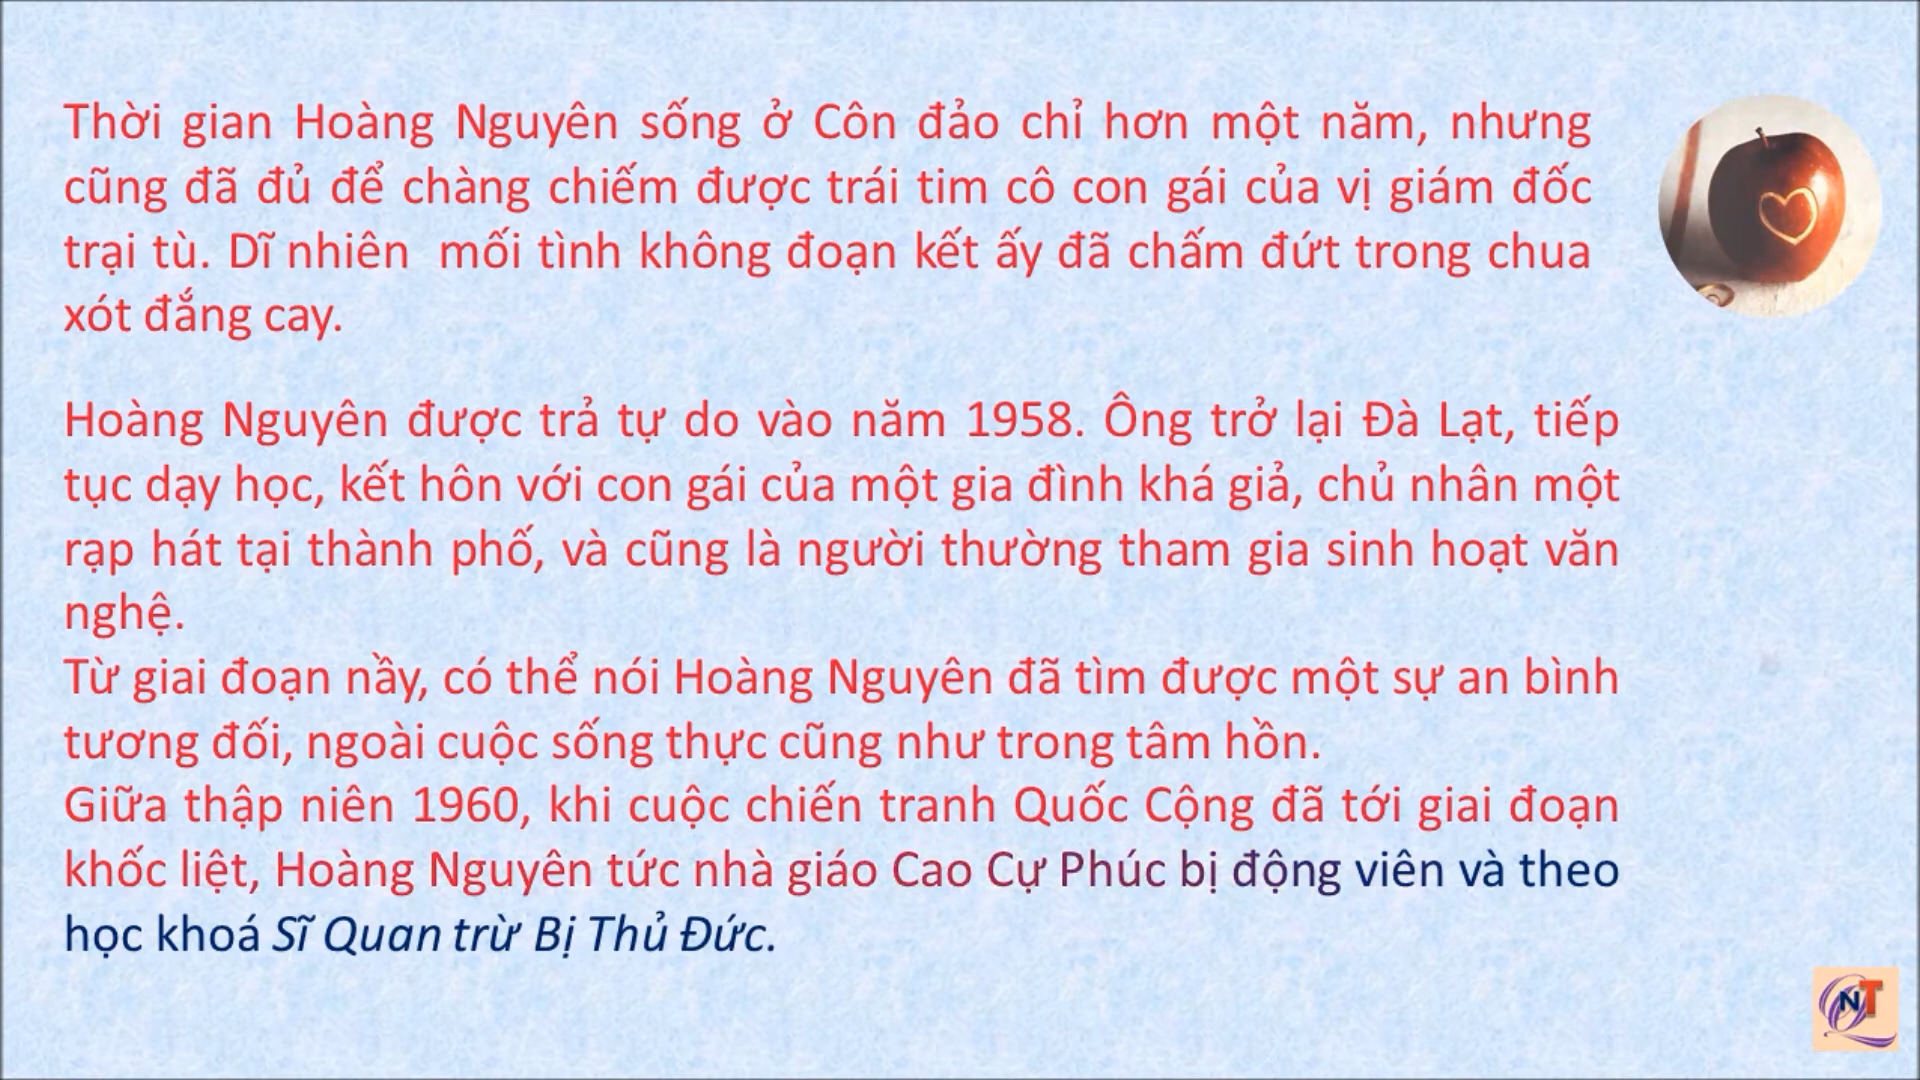 Thời gian Hoàng Nguyên sống ở Côn đảo chỉ hơn một năm, nhưng
cũng đã đủ để chàng chiếm được trái tim cô con gái của vị giám đốc
trại tù. Dĩ nhiên  mối tình không đoạn kết ấy đã chấm đứt trong chua
xót đắng cay.
Hoàng Nguyên được trả tự do vào năm 1958. Ông trở lại Đà Lạt, tiếp
tục dạy học, kết hôn với con gái của một gia đình khá giả, chủ nhân một
rạp hát tại thành phố, và cũng là người thường tham gia sinh hoạt văn
nghệ.
Từ giai đoạn nầy, có thể nói Hoàng Nguyên đã tìm được một sự an bình
tương đối, ngoài cuộc sống thực cũng như trong tâm hồn.
Giữa thập niên 1960, khi cuộc chiến tranh Quốc Cộng đã tới giai đoạn
khốc liệt, Hoàng Nguyên tức nhà giáo Cao Cự Phúc bị động viên và theo
học khoá Sĩ Quan trừ Bị Thủ Đức.
NT